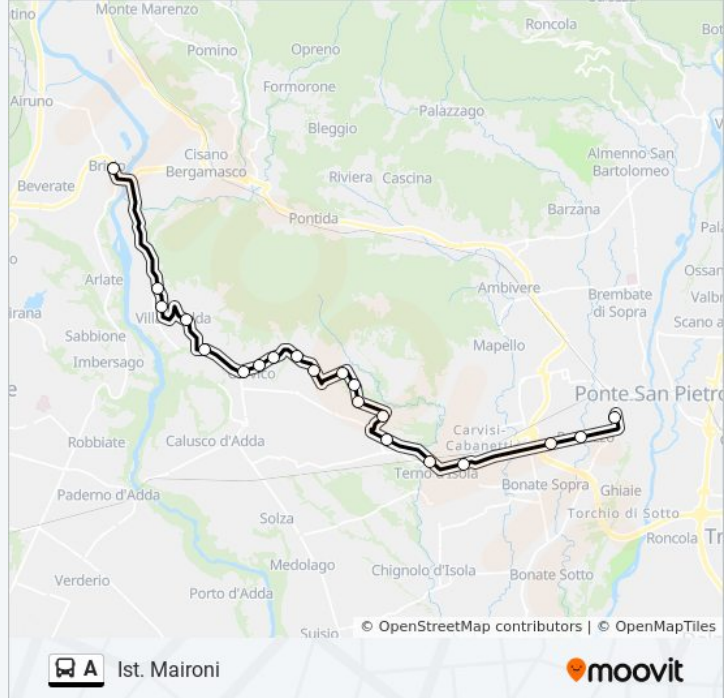 Monte Marenzo
Roncola
Pomino
Opreno
Formorone
Airuno
Palazzago
Bleggio
Cisano
Bergamasco
Almenno San
Bartolomeo
Beverate
Riviera
Cascina
Barzana
Pontida
Arlate
Ambivere
Brembate
di Sopra
Scano a
Sabbione
Mapello
Imbersago
Ponte San Pietro
Carvisi-
Cabanetti
Robbiate
Calusco d'Adda
Terno d'Isola
Bonate Sopra
Ghiaie
Paderno d'Adda
Torchio di Sotto
Solza
Roncola
Medolago
Chignolo d'Isola
Bonate Sotto
Verderio
Porto d'Adda
Suisio
© OpenStreetMap contributors | © OpenMapTiles
A Ist. Maironi
moovit